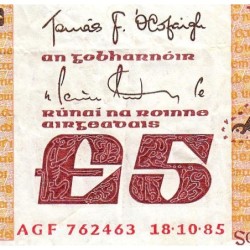 Tomás F. Ó Cofaigh
an gobharnóir
rúnaí na roinne
airgeadais
£5
AGF 762463 18·10·85